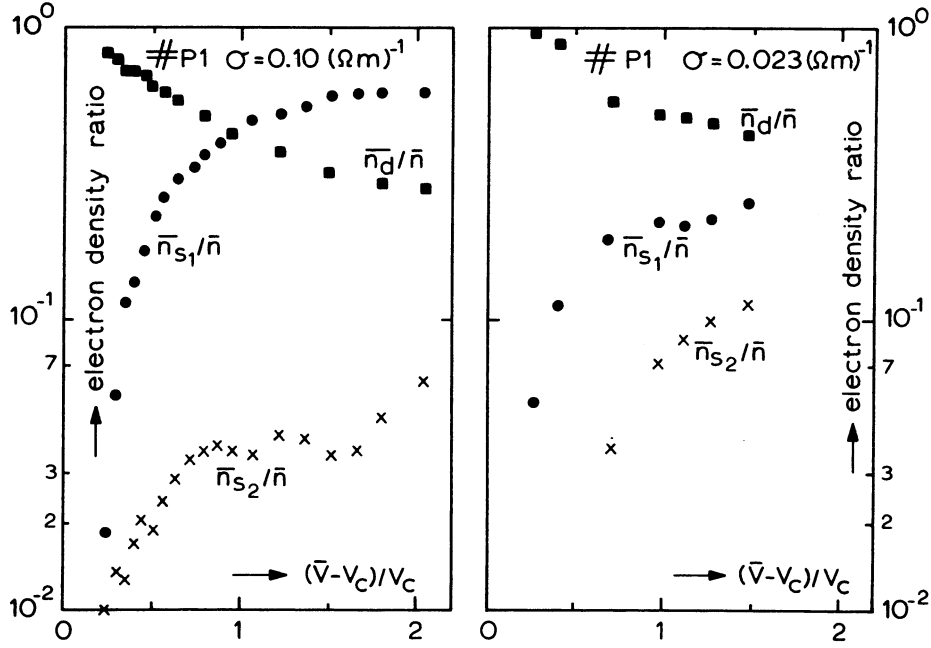 10⁰
#P1 σ=0.10 (Ωm)⁻¹
n̄d/n̄
n̄s₁/n̄
n̄s₂/n̄
electron density ratio
10⁻¹
7
3
2
10⁻²
(V̄-Vc)/Vc
0 1 2
#P1 σ=0.023 (Ωm)⁻¹
10⁰
n̄d/n̄
n̄s₁/n̄
n̄s₂/n̄
electron density ratio
10⁻¹
7
3
2
10⁻²
(V̄-Vc)/Vc
0 1 2